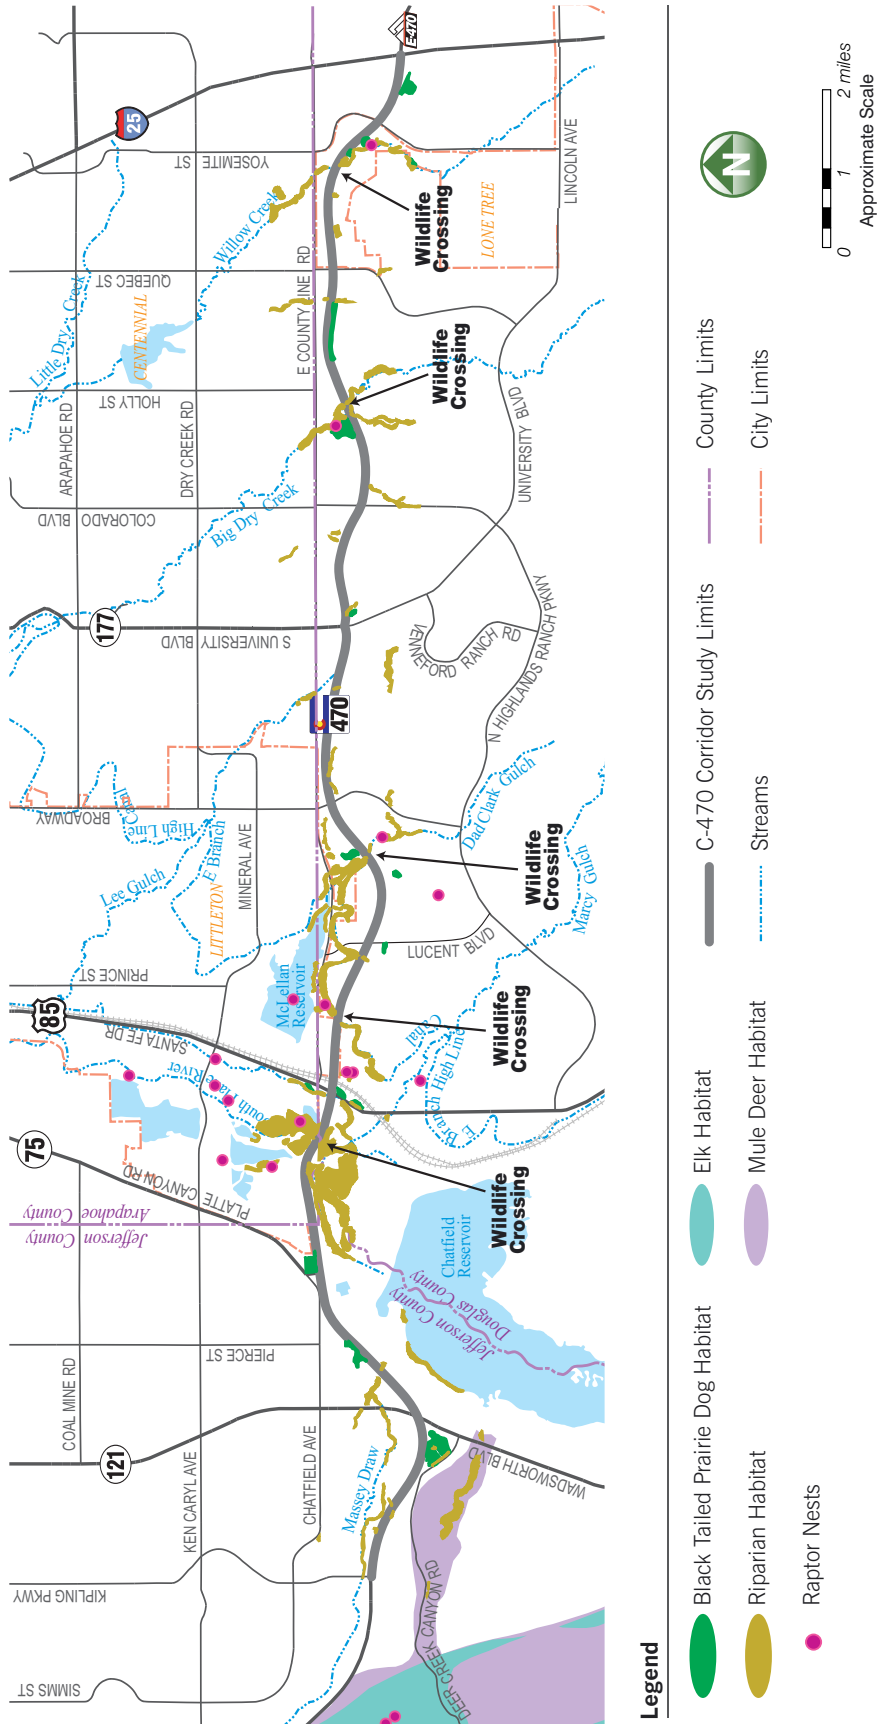 E-470
25
YOSEMITE ST
Willow Creek
Little Dry Creek
QUEBEC ST
CENTENNIAL
HOLLY ST
ARAPAHOE RD
DRY CREEK RD
E COUNTY LINE RD
LINCOLN AVE
LONE TREE
Wildlife
Crossing
Wildlife
Crossing
COLORADO
BLVD
Big Dry Creek
UNIVERSITY BLVD
177
S UNIVERSITY BLVD
VENNEFORD RANCH RD
N HIGHLANDS RANCH PKWY
470
BROADWAY
High Line
Canal
E Branch
Lee Gulch
LITTLETON
MINERAL AVE
Dad Clark Gulch
Marcy Gulch
Wildlife
Crossing
LUCENT BLVD
PRINCE ST
McLellan
Reservoir
85
SANTA FE DR
South Platte River
Wildlife
Crossing
E Branch High Line
Canal
75
PLATTE CANYON RD
Arapahoe County
Jefferson County
Wildlife
Crossing
Chatfield
Reservoir
Jefferson County
Douglas County
PIERCE ST
COAL MINE RD
121
KEN CARYL AVE
CHATFIELD AVE
Massey Draw
WADSWORTH BLVD
KIPLING PKWY
SIMMS ST
DEER CREEK CANYON RD
Legend
Black Tailed Prairie Dog Habitat
Riparian Habitat
Raptor Nests
Elk Habitat
Mule Deer Habitat
C-470 Corridor Study Limits
Streams
County Limits
City Limits
N
0 1 2 miles
Approximate Scale